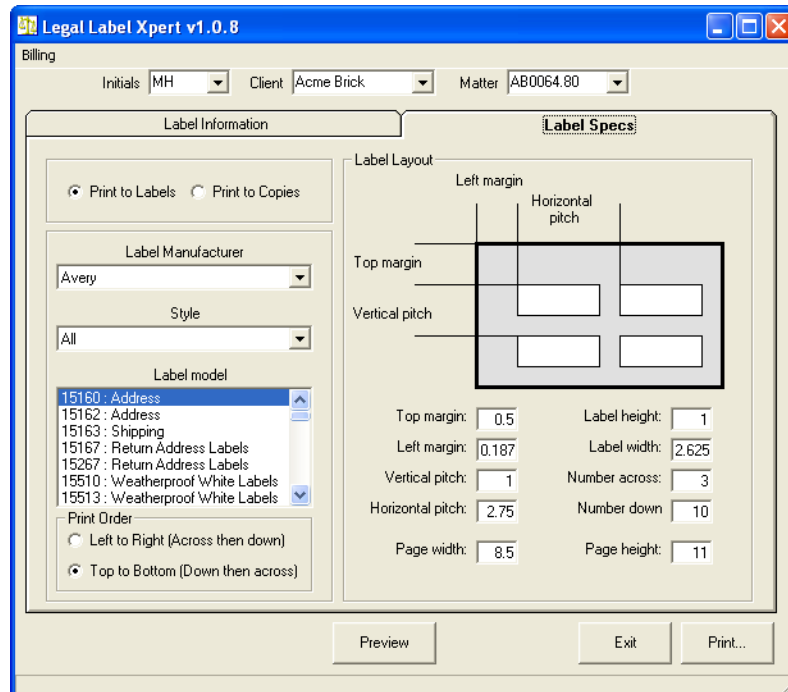 Legal Label Xpert v1.0.8
Billing
Initials MH Client Acme Brick Matter AB0064.80
Label Information Label Specs
Print to Labels Print to Copies
Label Manufacturer
Avery
Style
All
Label model
15160 : Address
15162 : Address
15163 : Shipping
15167 : Return Address Labels
15267 : Return Address Labels
15510 : Weatherproof White Labels
15513 : Weatherproof White Labels
Print Order
Left to Right (Across then down)
Top to Bottom (Down then across)
Label Layout
Left margin
Horizontal
pitch
Top margin
Vertical pitch
Top margin: 0.5 Label height: 1
Left margin: 0.187 Label width: 2.625
Vertical pitch: 1 Number across: 3
Horizontal pitch: 2.75 Number down 10
Page width: 8.5 Page height: 11
Preview Exit Print...